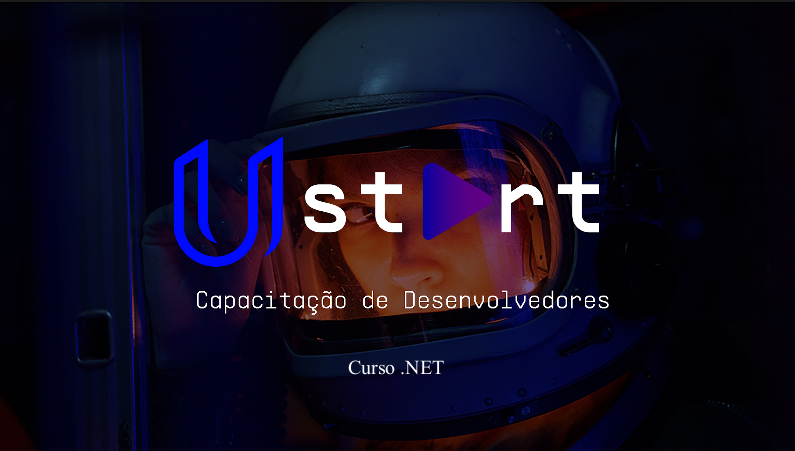 Ustart
Capacitação de Desenvolvedores
Curso .NET